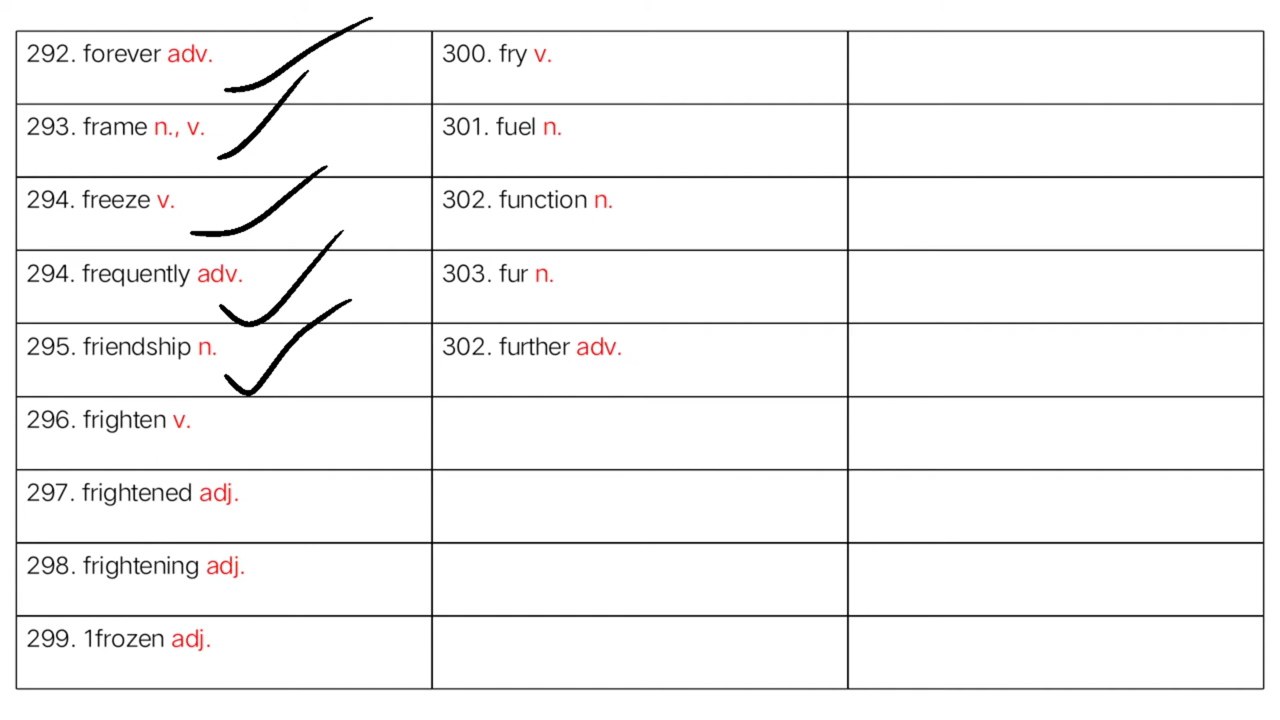 292. forever adv.
293. frame n., v.
294. freeze v.
294. frequently adv.
295. friendship n.
296. frighten v.
297. frightened adj.
298. frightening adj.
299. 1frozen adj.
300. fry v.
301. fuel n.
302. function n.
303. fur n.
302. further adv.